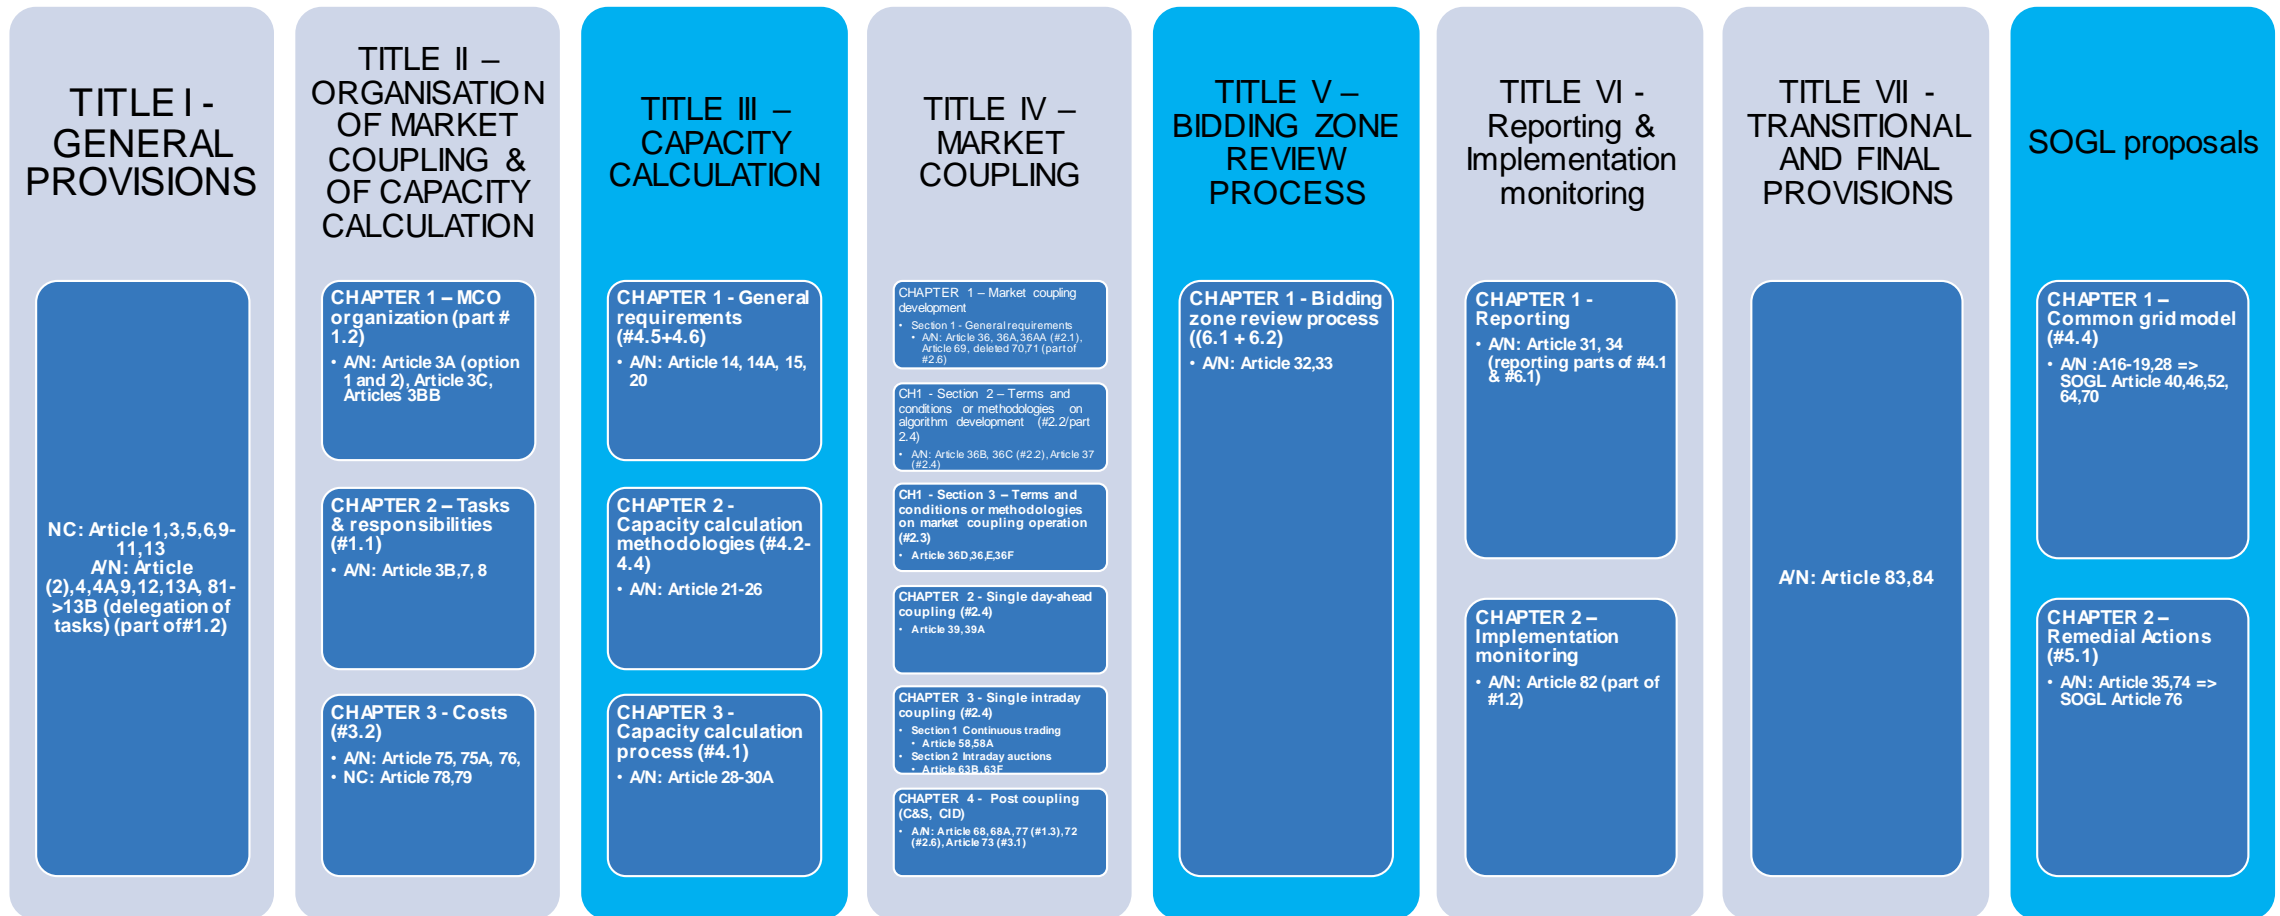 TITLE I -
GENERAL
PROVISIONS
NC: Article 1,3,5,6,9-
11,13
A/N: Article
(2),4,4A,9,12,13A, 81-
>13B (delegation of
tasks) (part of#1.2)
TITLE II –
ORGANISATION
OF MARKET
COUPLING &
OF CAPACITY
CALCULATION
CHAPTER 1 – MCO
organization (part #
1.2)
• A/N: Article 3A (option
1 and 2), Article 3C,
Articles 3BB
CHAPTER 2 – Tasks
& responsibilities
(#1.1)
• A/N: Article 3B,7, 8
CHAPTER 3 - Costs
(#3.2)
• A/N: Article 75, 75A, 76,
• NC: Article 78,79
TITLE III –
CAPACITY
CALCULATION
CHAPTER 1 - General
requirements
(#4.5+4.6)
• A/N: Article 14, 14A, 15,
20
CHAPTER 2 -
Capacity calculation
methodologies (#4.2-
4.4)
• A/N: Article 21-26
CHAPTER 3 -
Capacity calculation
process (#4.1)
• A/N: Article 28-30A
TITLE IV –
MARKET
COUPLING
CHAPTER 1 – Market coupling
development
• Section 1 - General requirements
• A/N: Article 36, 36A,36AA (#2.1),
Article 69, deleted 70,71 (part of
#2.6)
CH1 - Section 2 – Terms and
conditions or methodologies on
algorithm development (#2.2/part
2.4)
• A/N: Article 36B, 36C (#2.2), Article 37
(#2.4)
CH1 - Section 3 – Terms and
conditions or methodologies
on market coupling operation
(#2.3)
• Article 36D,36,E,36F
CHAPTER 2 - Single day-ahead
coupling (#2.4)
• Article 39,39A
CHAPTER 3 - Single intraday
coupling (#2.4)
• Section 1 Continuous trading
• Article 58,58A
• Section 2 Intraday auctions
• Article 63B, 63F
CHAPTER 4 - Post coupling
(C&S, CID)
• A/N: Article 68,68A,77 (#1.3),72
(#2.6), Article 73 (#3.1)
TITLE V –
BIDDING ZONE
REVIEW
PROCESS
CHAPTER 1 - Bidding
zone review process
((6.1 + 6.2)
• A/N: Article 32,33
TITLE VI -
Reporting &
Implementation
monitoring
CHAPTER 1 -
Reporting
• A/N: Article 31, 34
(reporting parts of #4.1
& #6.1)
CHAPTER 2 –
Implementation
monitoring
• A/N: Article 82 (part of
#1.2)
TITLE VII -
TRANSITIONAL
AND FINAL
PROVISIONS
A/N: Article 83,84
SOGL proposals
CHAPTER 1 –
Common grid model
(#4.4)
• A/N :A16-19,28 =>
SOGL Article 40,46,52,
64,70
CHAPTER 2 –
Remedial Actions
(#5.1)
• A/N: Article 35,74 =>
SOGL Article 76